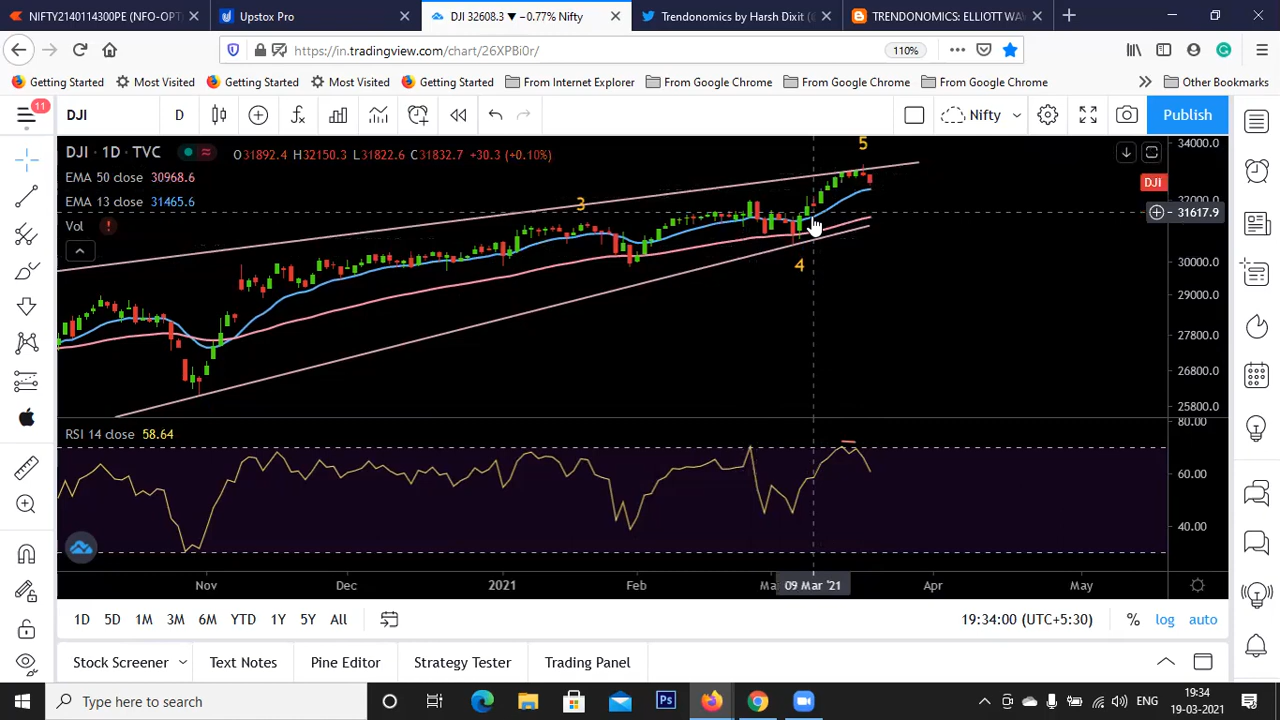 NIFTY2140114300PE (NFO-OPT
Upstox Pro
DJI 32608.3 ▼ −0.77% Nifty
Trendonomics by Harsh Dixit (
TRENDONOMICS: ELLIOTT WA
https://in.tradingview.com/chart/26XPBi0r/
110%
Getting Started
Most Visited
Getting Started
Most Visited
Getting Started
From Internet Explorer
From Google Chrome
From Google Chrome
From Google Chrome
Other Bookmarks
11
DJI
D
Nifty
Publish
DJI · 1D · TVC
O31892.4 H32150.3 L31822.6 C31832.7 +30.3 (+0.10%)
EMA 50 close 30968.6
EMA 13 close 31465.6
Vol
3
4
5
34000.0
DJI
32000.0
31617.9
30000.0
29000.0
27800.0
26800.0
25800.0
RSI 14 close 58.64
80.00
60.00
40.00
Nov
Dec
2021
Feb
Ma
09 Mar '21
Apr
May
1D 5D 1M 3M 6M YTD 1Y 5Y All
19:34:00 (UTC+5:30)
%
log
auto
Stock Screener
Text Notes
Pine Editor
Strategy Tester
Trading Panel
Type here to search
Ps
ENG
19:34
19-03-2021